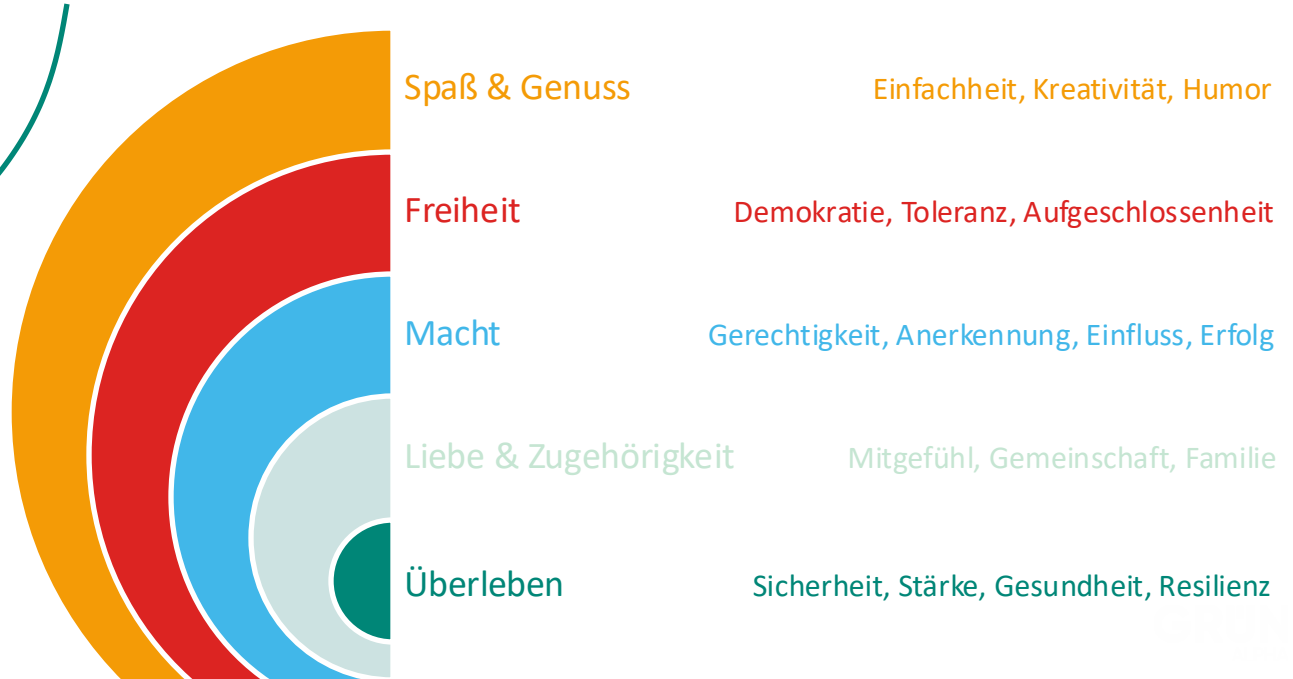 Spaß & Genuss Einfachheit, Kreativität, Humor
Freiheit Demokratie, Toleranz, Aufgeschlossenheit
Macht Gerechtigkeit, Anerkennung, Einfluss, Erfolg
Liebe & Zugehörigkeit Mitgefühl, Gemeinschaft, Familie
Überleben Sicherheit, Stärke, Gesundheit, Resilienz